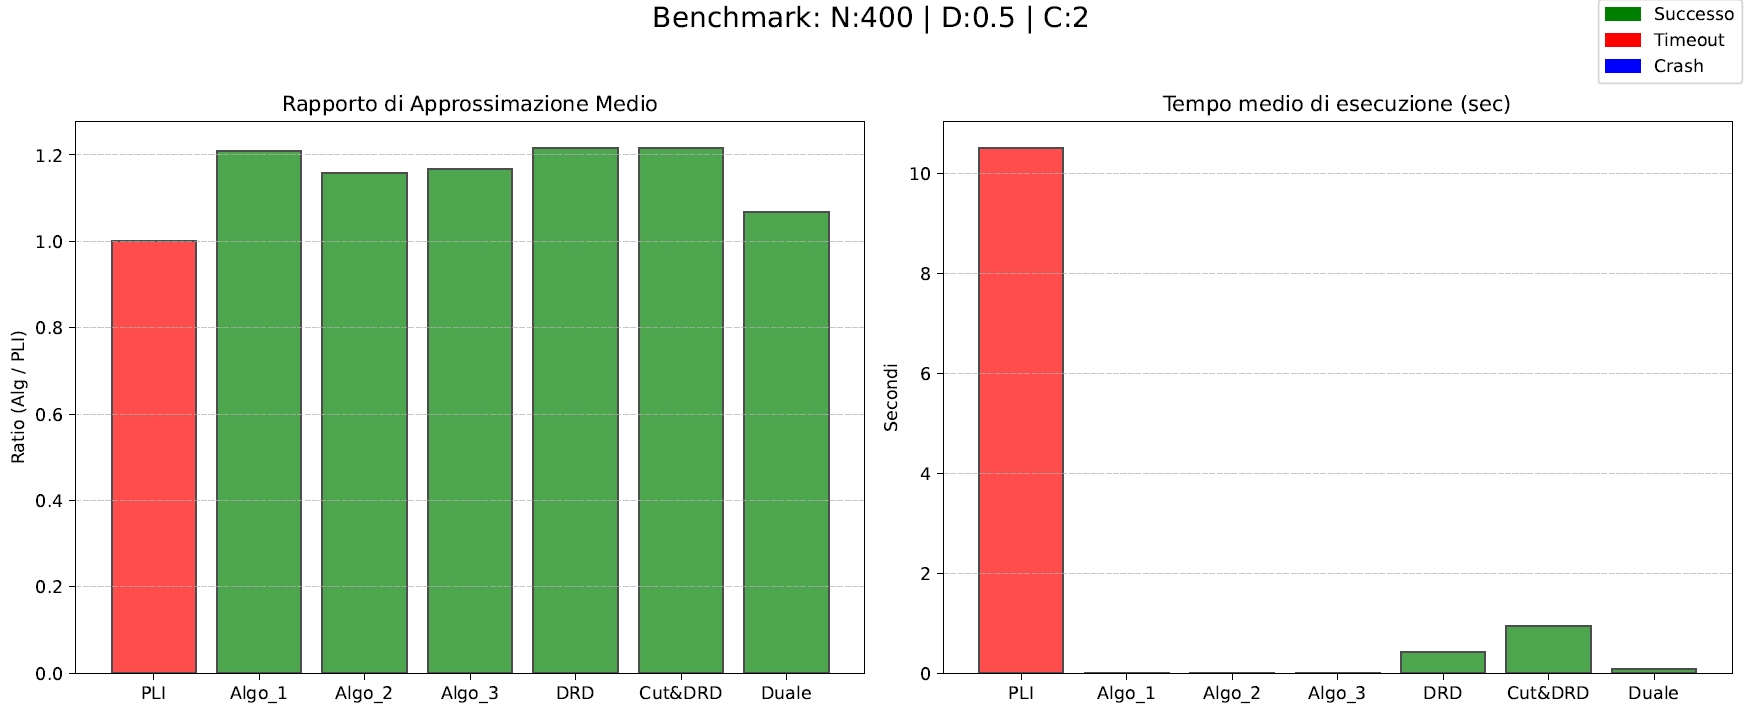 Benchmark: N:400 | D:0.5 | C:2
Successo
Timeout
Crash
Rapporto di Approssimazione Medio
Ratio (Alg / PLI)
1.2
1.0
0.8
0.6
0.4
0.2
0.0
PLI Algo_1 Algo_2 Algo_3 DRD Cut&DRD Duale
Tempo medio di esecuzione (sec)
Secondi
10
8
6
4
2
0
PLI Algo_1 Algo_2 Algo_3 DRD Cut&DRD Duale